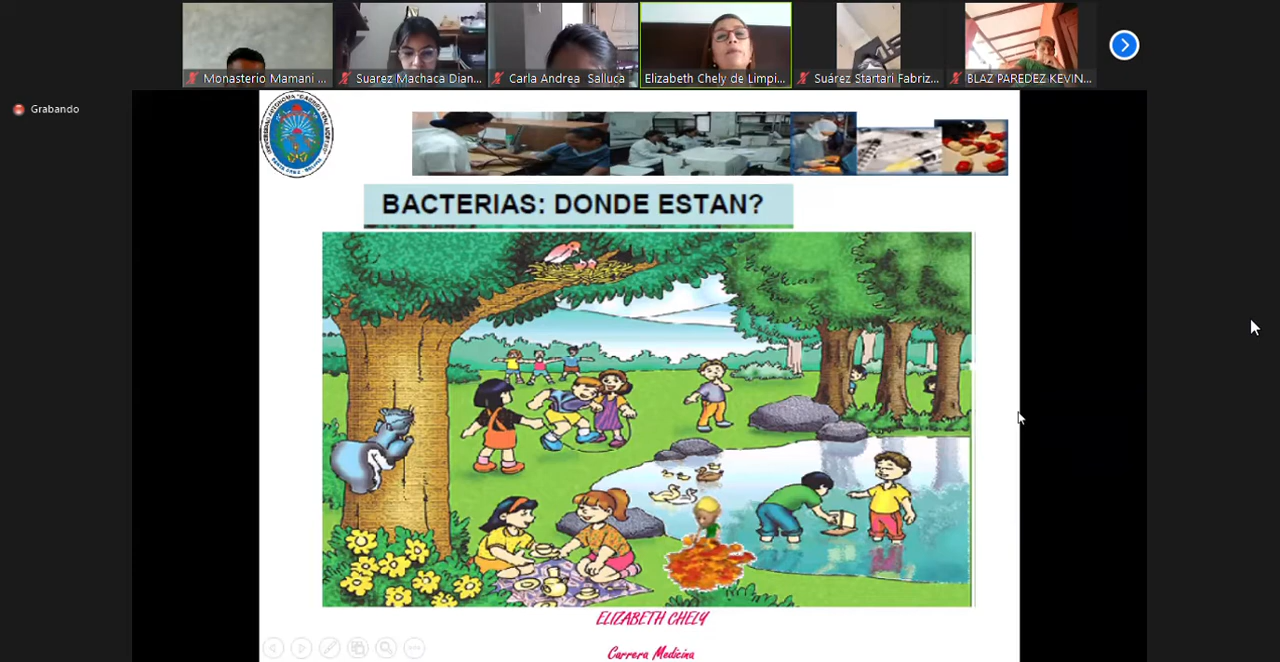 Monasterio Mamani ...
Suarez Machaca Dian...
Carla Andrea Salluca
Elizabeth Chely de Limpi...
Suárez Startari Fabriz...
BLAZ PAREDEZ KEVIN...
Grabando
BACTERIAS: DONDE ESTAN?
ELIZABETH CHELY
Carrera Medicina